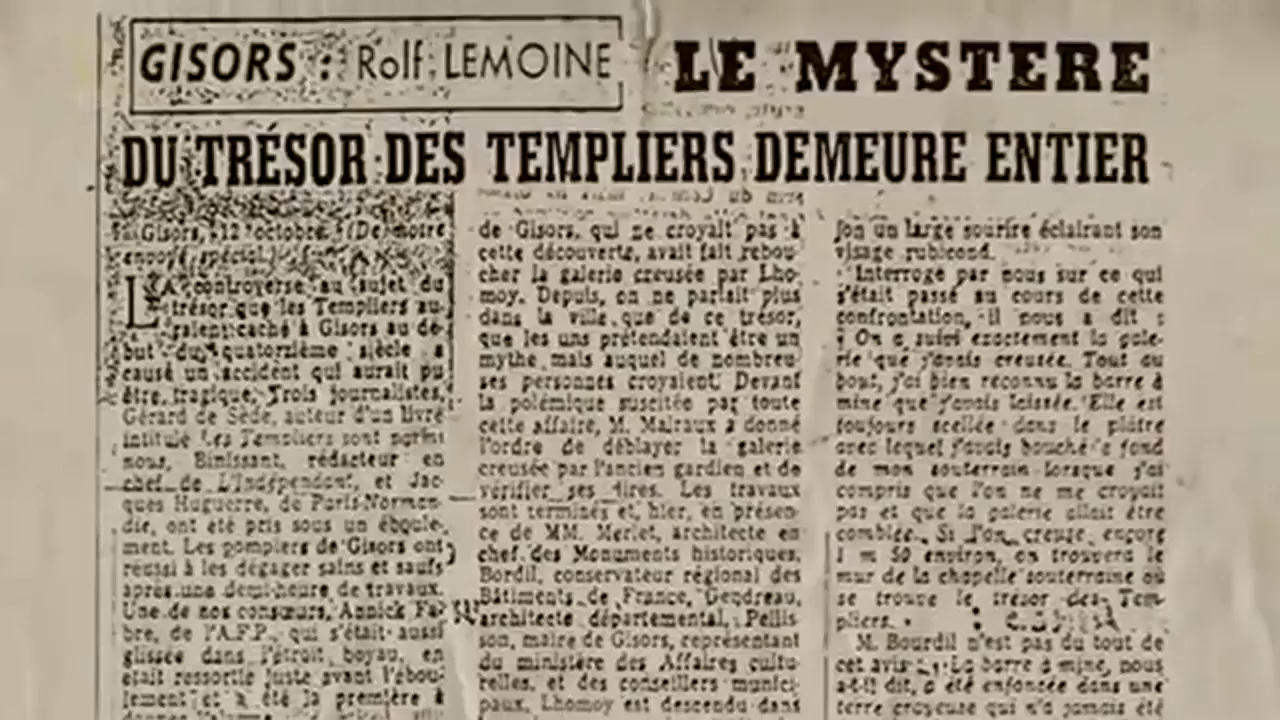 GISORS : Rolf LEMOINE
LE MYSTERE
DU TRÉSOR DES TEMPLIERS DEMEURE ENTIER
Gisors, 12 octobre. (De notre
envoyé spécial.)
LA controverse au sujet du
trésor que les Templiers au-
raient caché à Gisors au dé-
but du quatorzième siècle a
causé un accident qui aurait pu
être tragique. Trois journalistes,
Gérard de Sède, auteur d'un livre
intitulé Les Templiers sont parmi
nous, Binissant, rédacteur en
chef de L'Indépendant, et Jac-
ques Huguerre, de Paris-Norman-
die, ont été pris sous un éboule-
ment. Les pompiers de Gisors ont
réussi à les dégager sains et saufs
après une demi-heure de travaux.
Une de nos consœurs, Annick Fa-
bre, de l'A.F.P., qui s'était aussi
glissée dans l'étroit boyau, en
était ressortie juste avant l'ébou-
lement et a été la première à
de Gisors, qui ne croyait pas à
cette découverte, avait fait rebou-
cher la galerie creusée par Lho-
moy. Depuis, on ne parlait plus
dans la ville que de ce trésor,
que les uns prétendaient être un
mythe mais auquel de nombreu-
ses personnes croyaient. Devant
la polémique suscitée par toute
cette affaire, M. Malraux a donné
l'ordre de déblayer la galerie
creusée par l'ancien gardien et de
vérifier ses dires. Les travaux
sont terminés et, hier, en présen-
ce de MM. Merlet, architecte en
chef des Monuments historiques,
Bordil, conservateur régional des
Bâtiments de France, Gendreau,
architecte départemental, Pellis-
son, maire de Gisors, représentant
du ministère des Affaires cultu-
relles, et des conseillers munici-
paux, Lhomoy est descendu dans
fon un large sourire éclairant son
visage rubicond.
Interrogé par nous sur ce qui
s'était passé au cours de cette
confrontation, il nous a dit :
« On a suivi exactement la gale-
rie que j'avais creusée. Tout au
bout, j'ai bien reconnu la barre à
mine que j'avais laissée. Elle est
toujours scellée dans le plâtre
avec lequel j'avais bouché à fond
de mon souterrain lorsque j'ai
compris que l'on ne me croyait
pas et que la galerie allait être
comblée. Si l'on creuse encore
1 m 50 environ, on trouvera le
mur de la chapelle souterraine où
se trouve le trésor des Tem-
pliers.
M. Bourdil n'est pas du tout de
cet avis : La barre à mine, nous
a-t-il dit, a été enfoncée dans une
terre crayeuse qui n'a jamais été